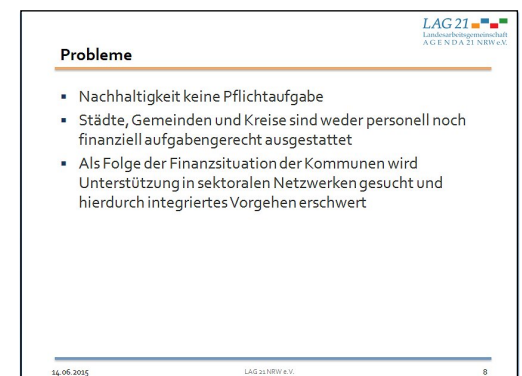 LAG 21
Landesarbeitsgemeinschaft
AGENDA 21 NRW e.V.
Probleme
▪ Nachhaltigkeit keine Pflichtaufgabe
▪ Städte, Gemeinden und Kreise sind weder personell noch
finanziell aufgabengerecht ausgestattet
▪ Als Folge der Finanzsituation der Kommunen wird
Unterstützung in sektoralen Netzwerken gesucht und
hierdurch integriertes Vorgehen erschwert
14.06.2015 LAG 21 NRW e.V. 8